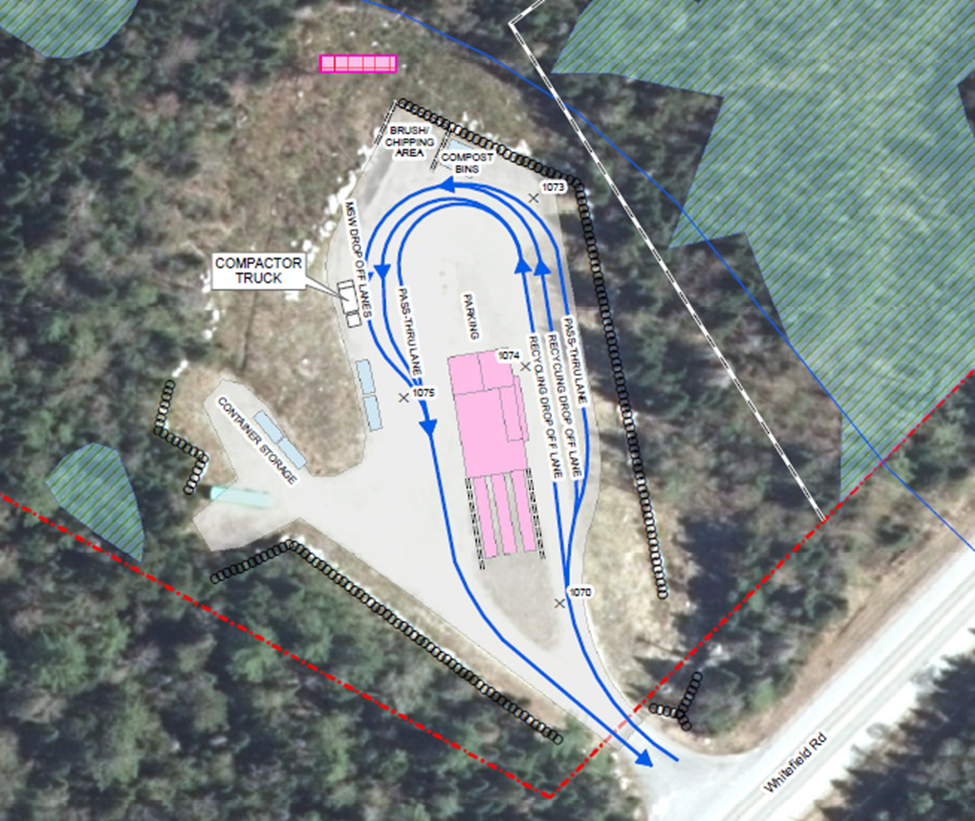 BRUSH/
CHIPPING
AREA
COMPOST
BINS
1073
MSW DROP OFF LANES
COMPACTOR
TRUCK
PASS-THRU LANE
PARKING
1074
PASS-THRU LANE
RECYCLING DROP OFF LANE
RECYCLING DROP OFF LANE
1075
CONTAINER STORAGE
1070
Whitefield Rd